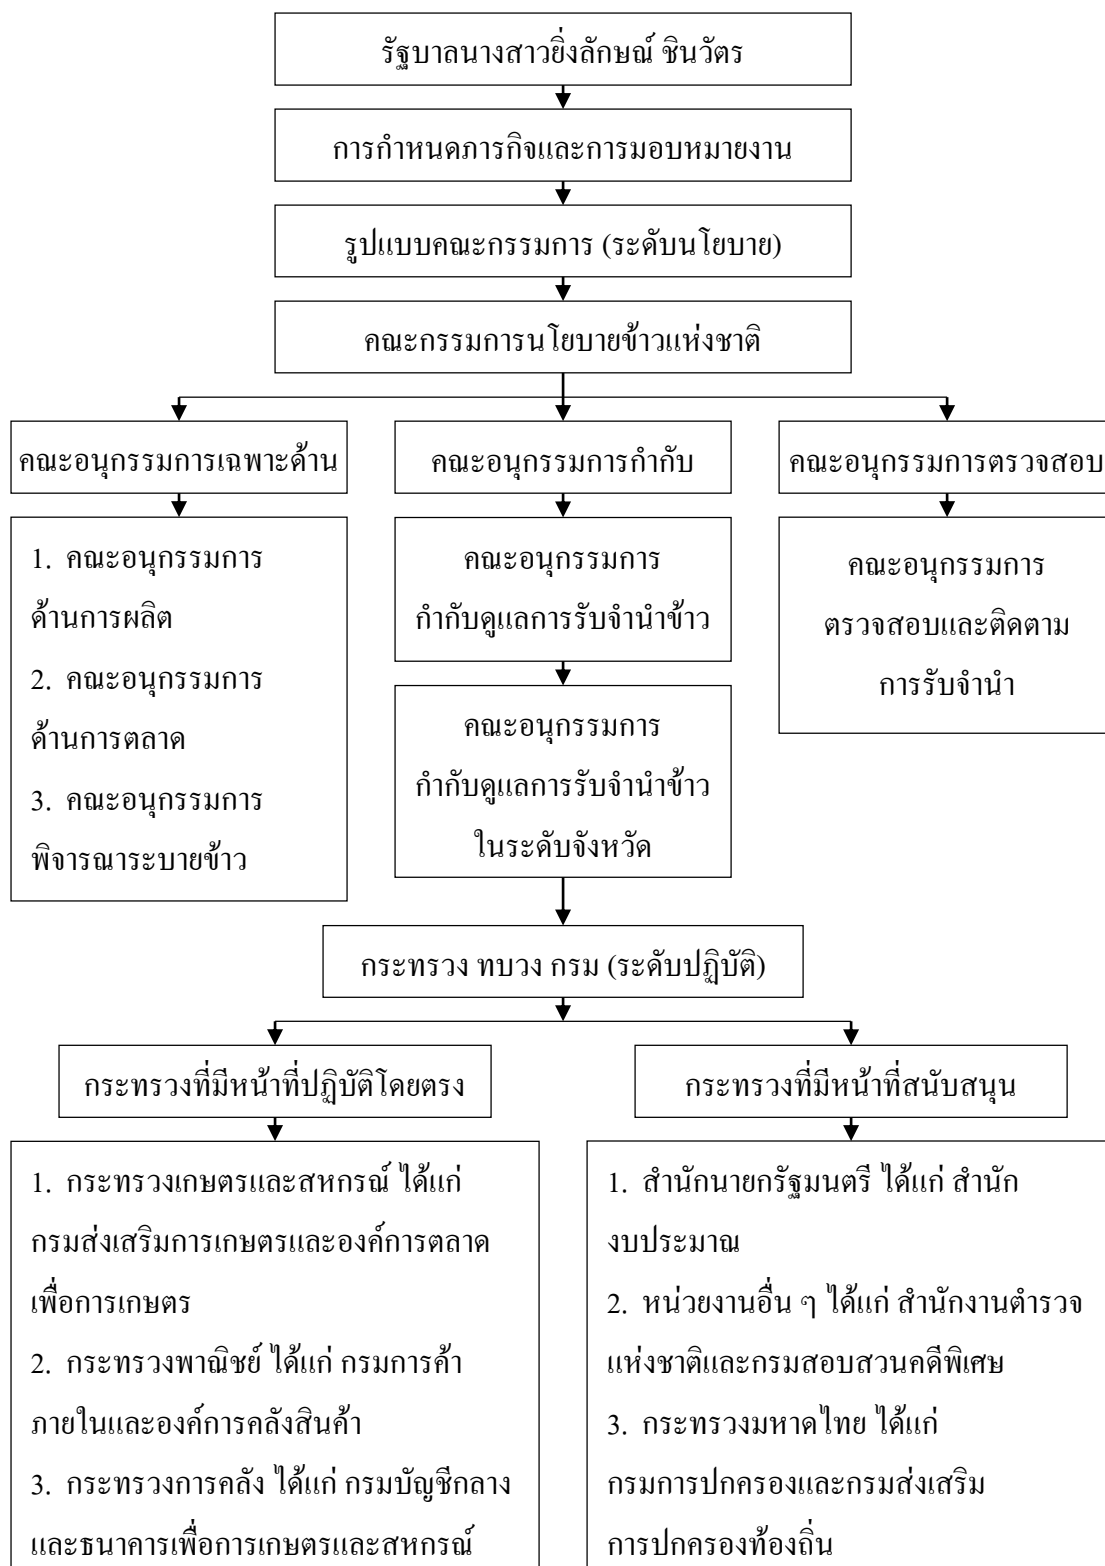 รัฐบาลนางสาวยิ่งลักษณ์ ชินวัตร
การกำหนดภารกิจและการมอบหมายงาน
รูปแบบคณะกรรมการ (ระดับนโยบาย)
คณะกรรมการนโยบายข้าวแห่งชาติ
คณะอนุกรรมการเฉพาะด้าน
คณะอนุกรรมการกำกับ
คณะอนุกรรมการตรวจสอบ
1. คณะอนุกรรมการ
ด้านการผลิต
2. คณะอนุกรรมการ
ด้านการตลาด
3. คณะอนุกรรมการ
พิจารณาระบายข้าว
คณะอนุกรรมการ
กำกับดูแลการรับจำนำข้าว
คณะอนุกรรมการ
กำกับดูแลการรับจำนำข้าว
ในระดับจังหวัด
คณะอนุกรรมการ
ตรวจสอบและติดตาม
การรับจำนำ
กระทรวง ทบวง กรม (ระดับปฏิบัติ)
กระทรวงที่มีหน้าที่ปฏิบัติโดยตรง
กระทรวงที่มีหน้าที่สนับสนุน
1. กระทรวงเกษตรและสหกรณ์ ได้แก่
กรมส่งเสริมการเกษตรและองค์การตลาด
เพื่อการเกษตร
2. กระทรวงพาณิชย์ ได้แก่ กรมการค้า
ภายในและองค์การคลังสินค้า
3. กระทรวงการคลัง ได้แก่ กรมบัญชีกลาง
และธนาคารเพื่อการเกษตรและสหกรณ์
1. สำนักนายกรัฐมนตรี ได้แก่ สำนัก
งบประมาณ
2. หน่วยงานอื่น ๆ ได้แก่ สำนักงานตำรวจ
แห่งชาติและกรมสอบสวนคดีพิเศษ
3. กระทรวงมหาดไทย ได้แก่
กรมการปกครองและกรมส่งเสริม
การปกครองท้องถิ่น